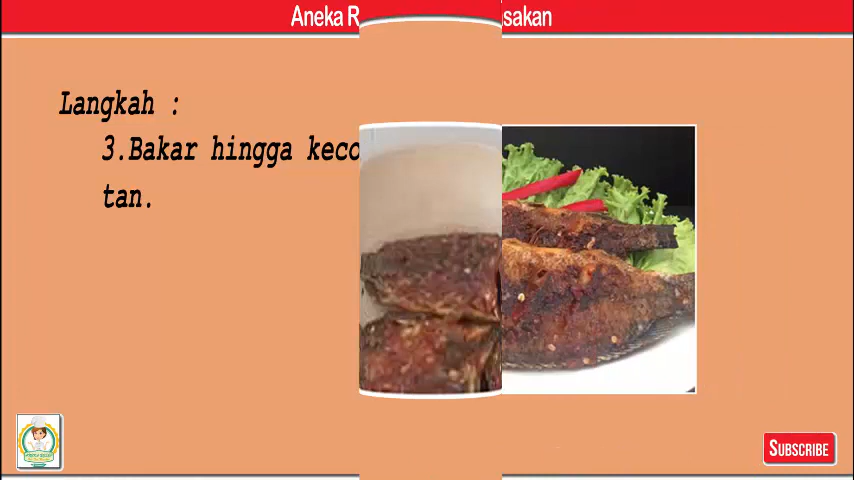 Aneka R sakan
Langkah :
3.Bakar hingga keco
tan.
SUBSCRIBE